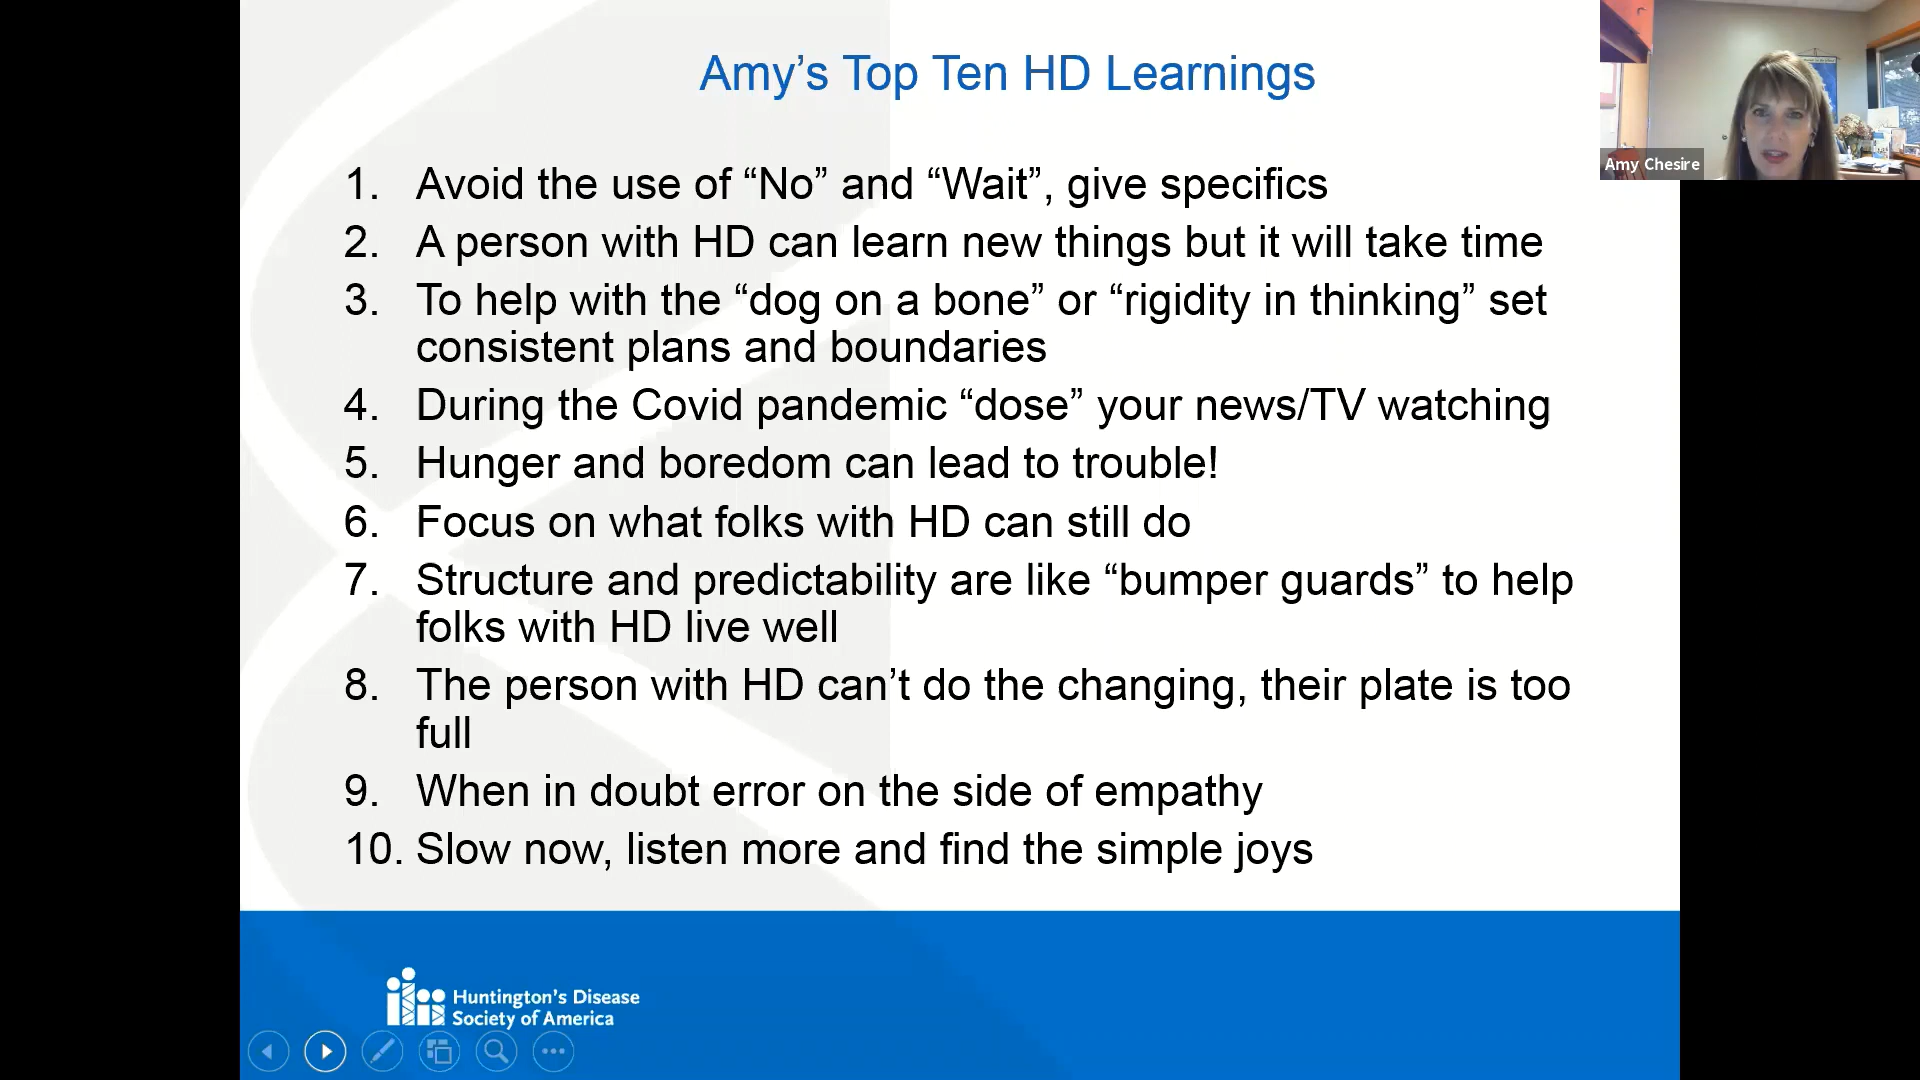 Amy’s Top Ten HD Learnings
Amy Chesire
1. Avoid the use of “No” and “Wait”, give specifics
2. A person with HD can learn new things but it will take time
3. To help with the “dog on a bone” or “rigidity in thinking” set
consistent plans and boundaries
4. During the Covid pandemic “dose” your news/TV watching
5. Hunger and boredom can lead to trouble!
6. Focus on what folks with HD can still do
7. Structure and predictability are like “bumper guards” to help
folks with HD live well
8. The person with HD can’t do the changing, their plate is too
full
9. When in doubt error on the side of empathy
10. Slow now, listen more and find the simple joys
Huntington’s Disease
Society of America